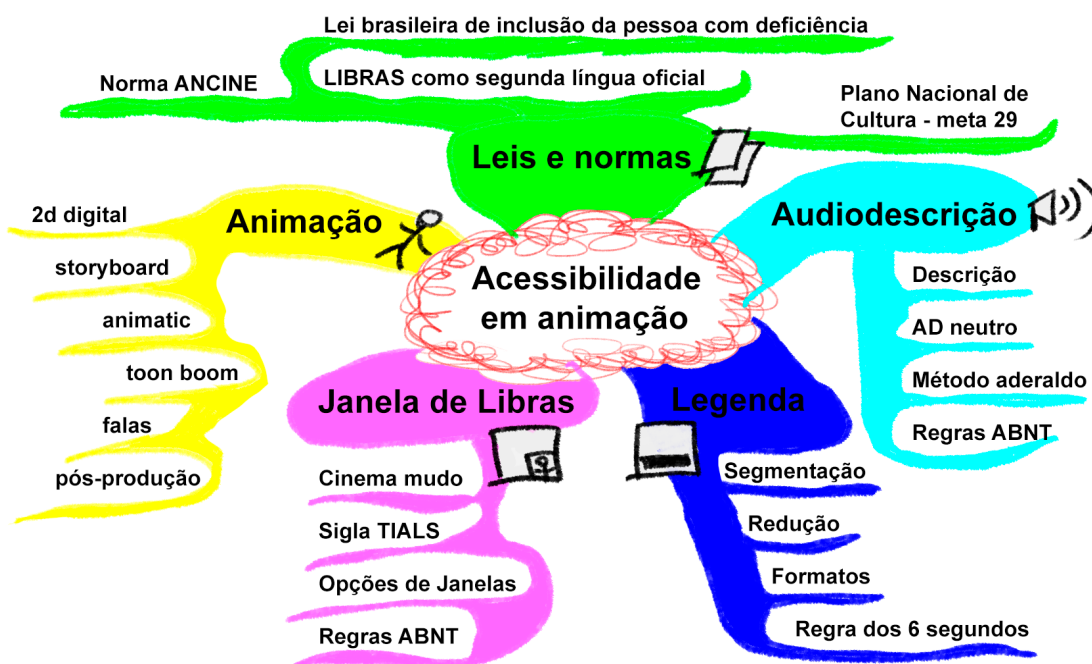 Lei brasileira de inclusão da pessoa com deficiência
Norma ANCINE
LIBRAS como segunda língua oficial
Plano Nacional de
Cultura - meta 29
Leis e normas
Animação
2d digital
storyboard
animatic
toon boom
falas
pós-produção
Acessibilidade
em animação
Audiodescrição
Descrição
AD neutro
Método aderaldo
Regras ABNT
Janela de Libras
Cinema mudo
Sigla TIALS
Opções de Janelas
Regras ABNT
Legenda
Segmentação
Redução
Formatos
Regra dos 6 segundos